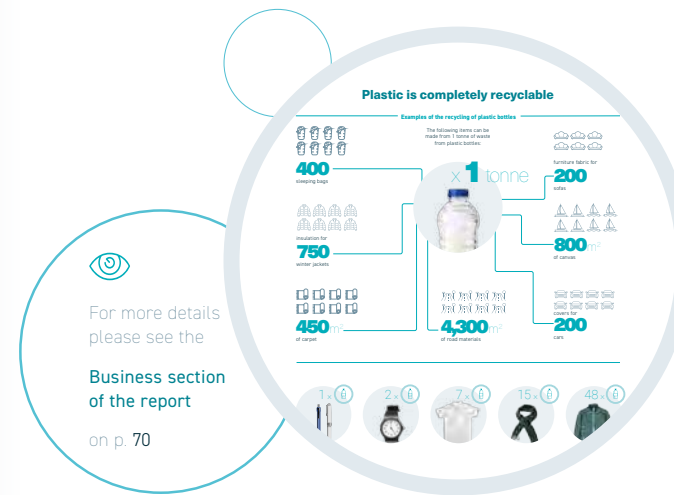 Plastic is completely recyclable
Examples of the recycling of plastic bottles
The following items can be
made from 1 tonne of waste
from plastic bottles:
x 1 tonne
400
sleeping bags
insulation for
750
winter jackets
450 m²
of carpet
4,300 m²
of road materials
furniture fabric for
200
sofas
800 m²
of canvas
covers for
200
cars
1 x
2 x
7 x
15 x
48 x
For more details
please see the
Business section
of the report
on p. 70